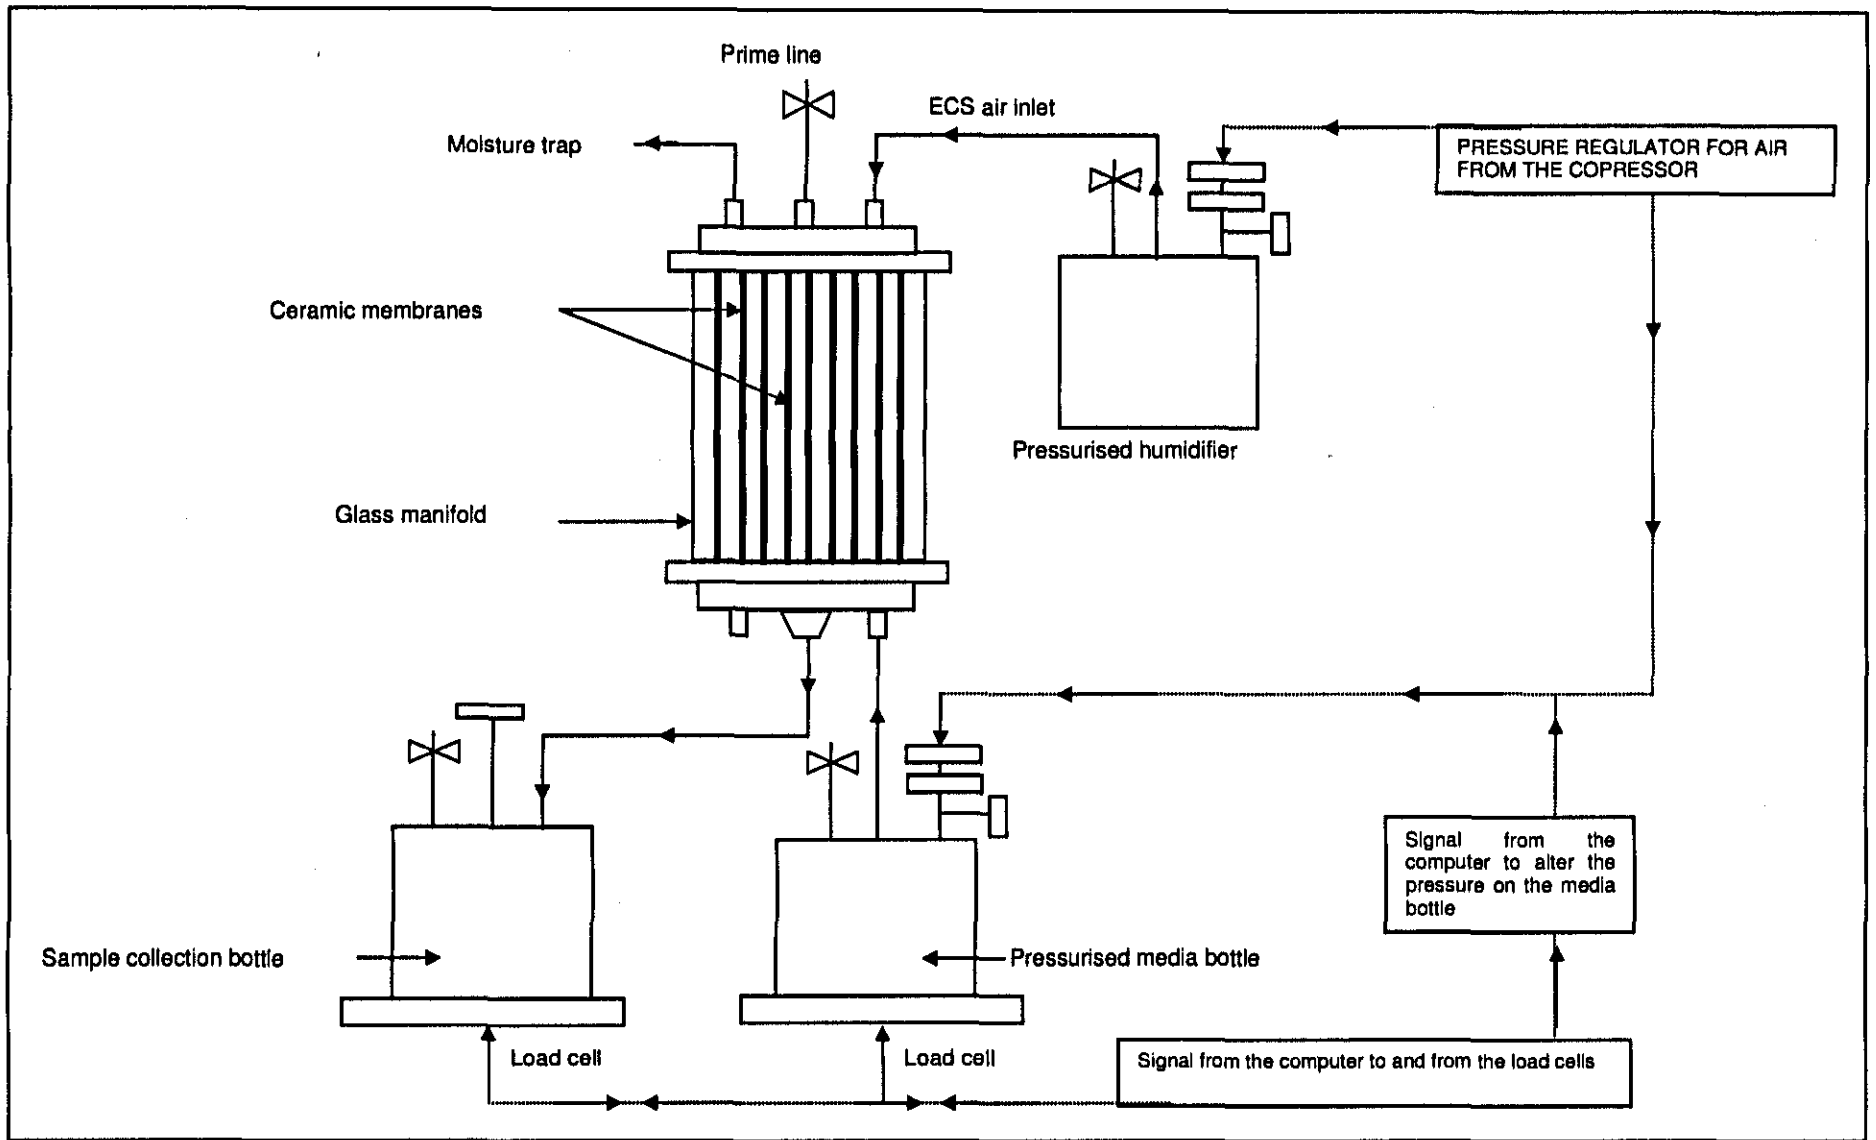 Prime line
ECS air inlet
Moisture trap
PRESSURE REGULATOR FOR AIR
FROM THE COPRESSOR
Ceramic membranes
Pressurised humidifier
Glass manifold
Signal from the
computer to alter the
pressure on the media
bottle
Sample collection bottle
Pressurised media bottle
Load cell
Load cell
Signal from the computer to and from the load cells